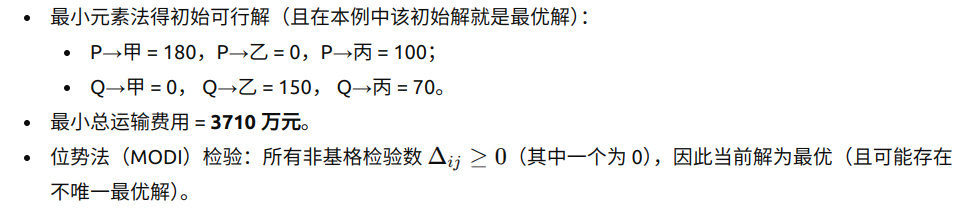 • 最小元素法得初始可行解（且在本例中该初始解就是最优解）：
• P→甲 = 180，P→乙 = 0，P→丙 = 100；
• Q→甲 = 0， Q→乙 = 150， Q→丙 = 70。
• 最小总运输费用 = 3710 万元。
• 位势法（MODI）检验：所有非基格检验数 Δij ≥ 0（其中一个为 0），因此当前解为最优（且可能存在
不唯一最优解）。